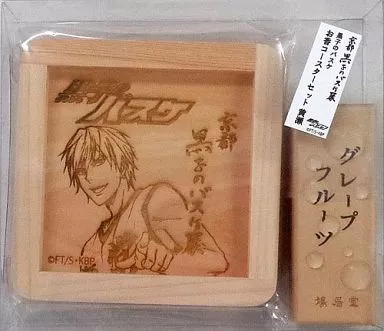 黒子のバスケ
京都
黒子のバスケ展
©FT/S・KBP
京都 黒子のバスケ展
黒子のバスケ
お香コースターセット 黄瀬
グレープ
フルーツ
鳩居堂